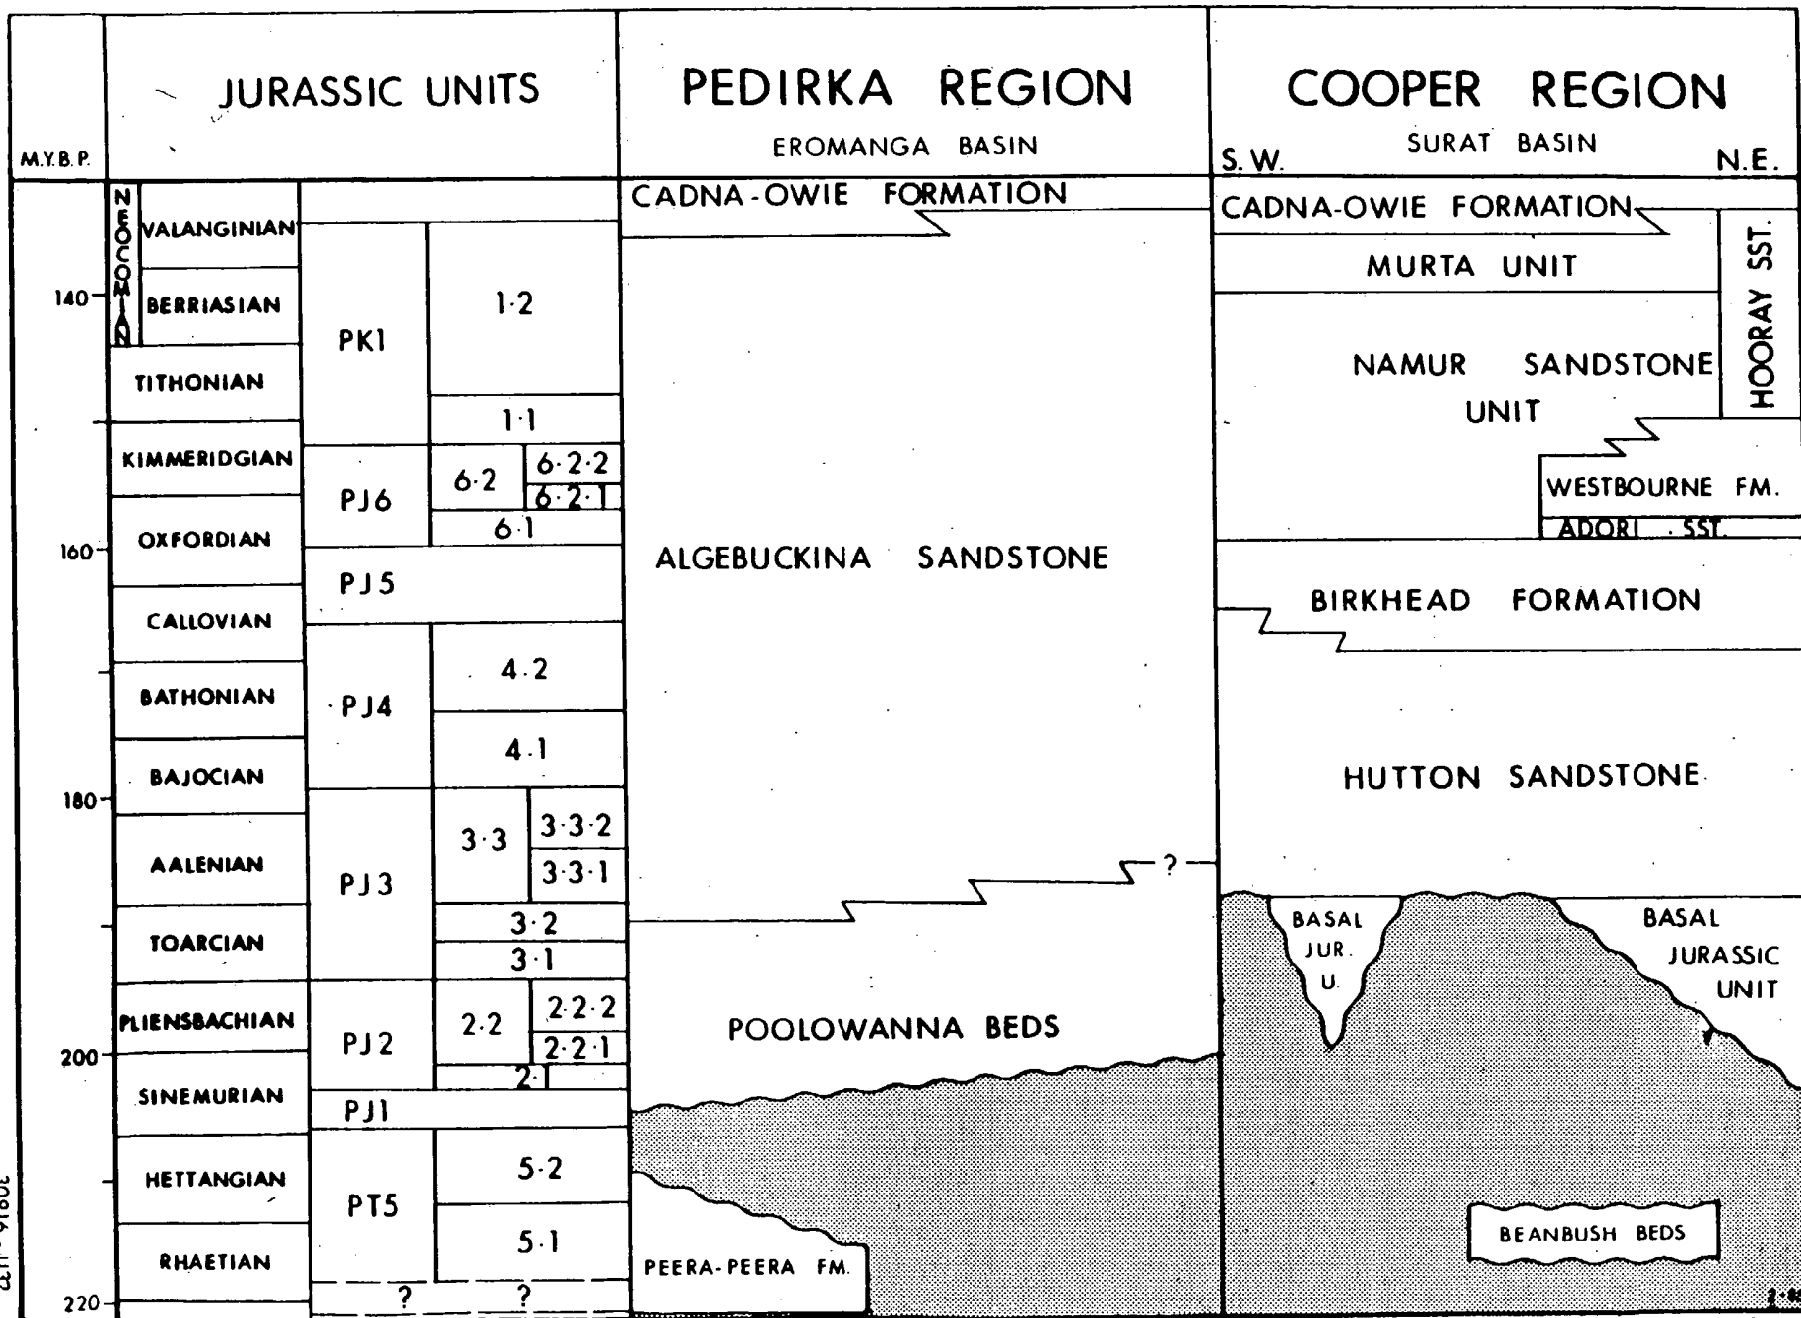 JURASSIC UNITS
PEDIRKA REGION
EROMANGA BASIN
COOPER REGION
SURAT BASIN
S.W.
N.E.
M.Y.B.P.
140
160
180
200
220
NEOCOMIAN
VALANGINIAN
BERRIASIAN
TITHONIAN
KIMMERIDGIAN
OXFORDIAN
CALLOVIAN
BATHONIAN
BAJOCIAN
AALENIAN
TOARCIAN
PLIENSBACHIAN
SINEMURIAN
HETTANGIAN
RHAETIAN
PK1
1·2
1·1
PJ6
6·2
6·2·2
6·2·1
6·1
PJ5
PJ4
4·2
4·1
PJ3
3·3
3·3·2
3·3·1
3·2
3·1
PJ2
2·2
2·2·2
2·2·1
2·1
PJ1
PT5
5·2
5·1
?
?
CADNA-OWIE FORMATION
ALGEBUCKINA SANDSTONE
?
POOLOWANNA BEDS
PEERA-PEERA FM.
CADNA-OWIE FORMATION
MURTA UNIT
HOORAY SST.
NAMUR SANDSTONE
UNIT
WESTBOURNE FM.
ADORI SST.
BIRKHEAD FORMATION
HUTTON SANDSTONE
BASAL
JUR.
U.
BASAL
JURASSIC
UNIT
BEANBUSH BEDS